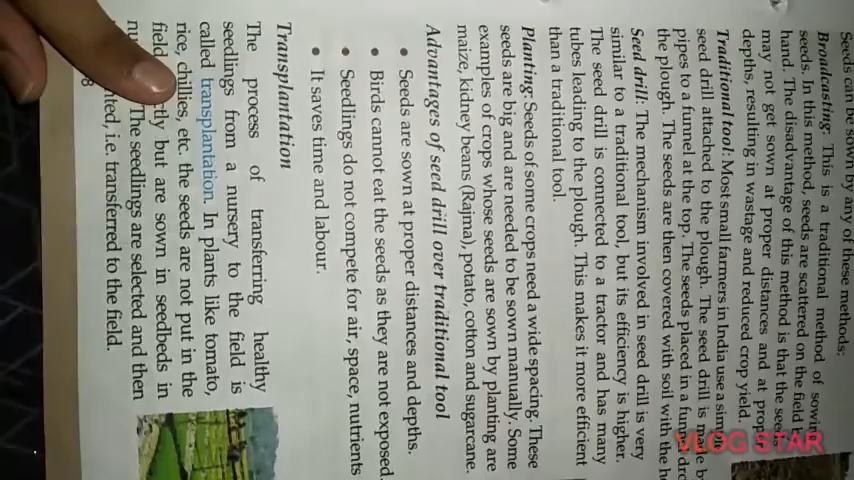 Seeds can be sown by any of these methods:
Broadcasting: This is a traditional method of
seeds. In this method, seeds are scattered on the field
hand. The disadvantage of this method is that the
may not get sown at proper distances and at
depths, resulting in wastage and reduced crop yield.
Traditional tool: Most small farmers in India use a
seed drill attached to the plough. The seed drill is
pipes to a funnel at the top. The seeds placed in a
the plough. The seeds are then covered with soil with the
Seed drill: The mechanism involved in seed drill is very
similar to a traditional tool, but its efficiency is higher.
The seed drill is connected to a tractor and has many
tubes leading to the plough. This makes it more efficient
than a traditional tool.
Planting: Seeds of some crops need a wide spacing. These
seeds are big and are needed to be sown manually. Some
examples of crops whose seeds are sown by planting are
maize, kidney beans (Rajma), potato, cotton and sugarcane.
Advantages of seed drill over traditional tool
• Seeds are sown at proper distances and depths.
• Birds cannot eat the seeds as they are not exposed.
• Seedlings do not compete for air, space, nutrients
• It saves time and labour.
Transplantation
The process of transferring healthy
seedlings from a nursery to the field is
called transplantation. In plants like tomato,
rice, chillies, etc. the seeds are not put in the
field but are sown in seedbeds in
The seedlings are selected and then
i.e. transferred to the field.
8
VLOG STAR